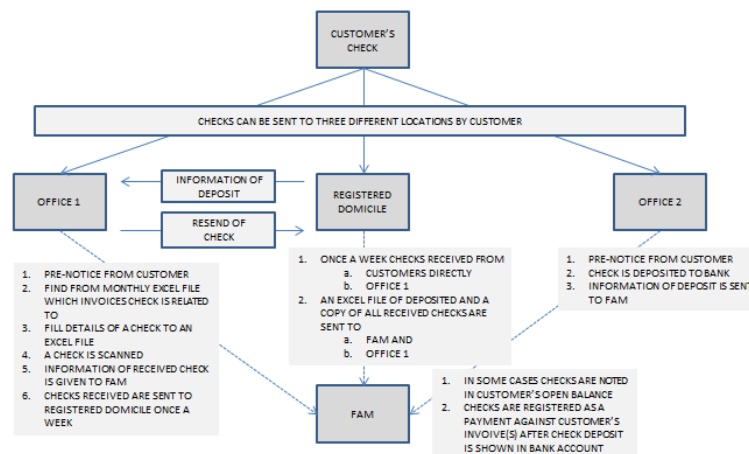 CUSTOMER'S
CHECK
CHECKS CAN BE SENT TO THREE DIFFERENT LOCATIONS BY CUSTOMER
OFFICE 1
INFORMATION OF
DEPOSIT
RESEND OF
CHECK
REGISTERED
DOMICILE
OFFICE 2
1. PRE-NOTICE FROM CUSTOMER
2. FIND FROM MONTHLY EXCEL FILE
WHICH INVOICES CHECK IS RELATED
TO
3. FILL DETAILS OF A CHECK TO AN
EXCEL FILE
4. A CHECK IS SCANNED
5. INFORMATION OF RECEIVED CHECK
IS GIVEN TO FAM
6. CHECKS RECEIVED ARE SENT TO
REGISTERED DOMICILE ONCE A
WEEK
1. ONCE A WEEK CHECKS RECEIVED FROM
a. CUSTOMERS DIRECTLY
b. OFFICE 1
2. AN EXCEL FILE OF DEPOSITED AND A
COPY OF ALL RECEIVED CHECKS ARE
SENT TO
a. FAM AND
b. OFFICE 1
1. PRE-NOTICE FROM CUSTOMER
2. CHECK IS DEPOSITED TO BANK
3. INFORMATION OF DEPOSIT IS SENT
TO FAM
FAM
1. IN SOME CASES CHECKS ARE NOTED
IN CUSTOMER'S OPEN BALANCE
2. CHECKS ARE REGISTERED AS A
PAYMENT AGAINST CUSTOMER'S
INVOIVE(S) AFTER CHECK DEPOSIT
IS SHOWN IN BANK ACCOUNT